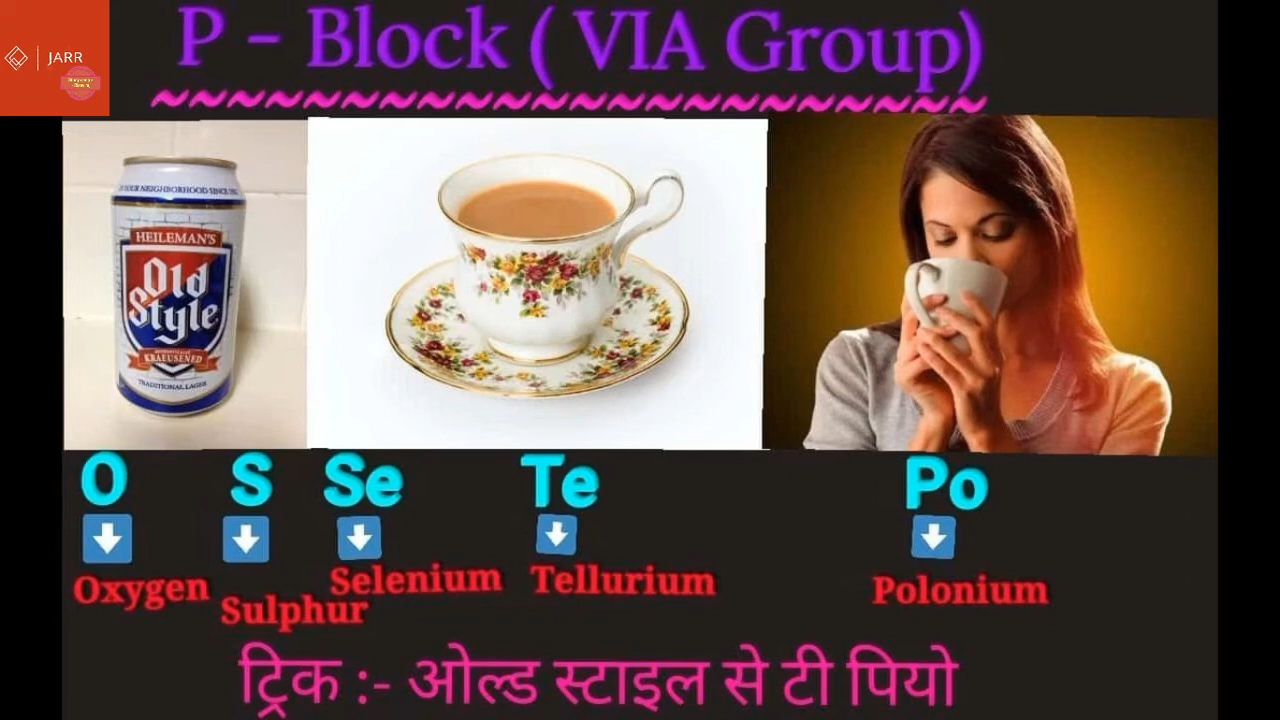 P - Block ( VIA Group)
JARR
HEILEMAN'S
Old
Style
KRAEUSENED
TRADITIONAL LAGER
O S Se Te Po
Oxygen Sulphur Selenium Tellurium Polonium
ट्रिक :- ओल्ड स्टाइल से टी पियो